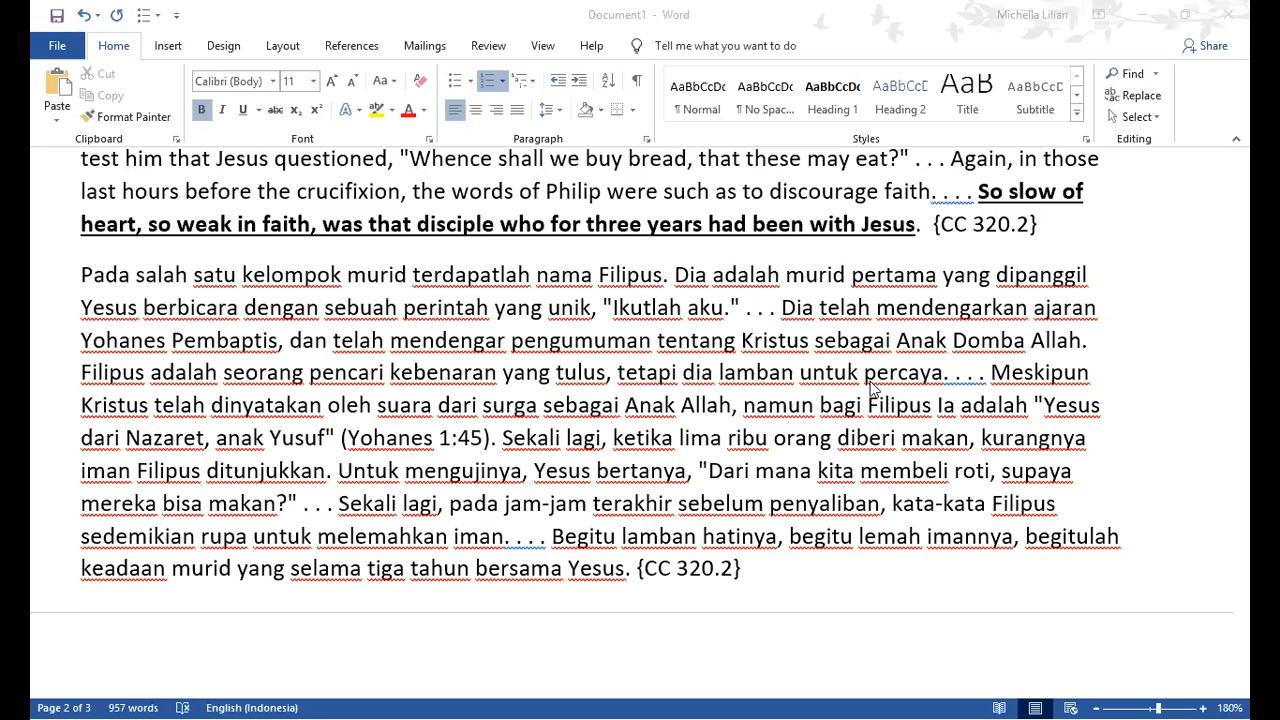 Document1 - Word
Michella Lilian
File Home Insert Design Layout References Mailings Review View Help Tell me what you want to do Share
Paste Cut Copy Format Painter
Calibri (Body) 11
AaBbCcDc AaBbCcDc AaBbCcDc AaBbCcDc AaB AaBbCcDc
¶ Normal ¶ No Spac... Heading 1 Heading 2 Title Subtitle
Find Replace Select
Clipboard Font Paragraph Styles Editing
test him that Jesus questioned, "Whence shall we buy bread, that these may eat?" . . . Again, in those
last hours before the crucifixion, the words of Philip were such as to discourage faith. . . . So slow of
heart, so weak in faith, was that disciple who for three years had been with Jesus. {CC 320.2}
Pada salah satu kelompok murid terdapatlah nama Filipus. Dia adalah murid pertama yang dipanggil
Yesus berbicara dengan sebuah perintah yang unik, "Ikutlah aku." . . . Dia telah mendengarkan ajaran
Yohanes Pembaptis, dan telah mendengar pengumuman tentang Kristus sebagai Anak Domba Allah.
Filipus adalah seorang pencari kebenaran yang tulus, tetapi dia lamban untuk percaya. . . . Meskipun
Kristus telah dinyatakan oleh suara dari surga sebagai Anak Allah, namun bagi Filipus Ia adalah "Yesus
dari Nazaret, anak Yusuf" (Yohanes 1:45). Sekali lagi, ketika lima ribu orang diberi makan, kurangnya
iman Filipus ditunjukkan. Untuk mengujinya, Yesus bertanya, "Dari mana kita membeli roti, supaya
mereka bisa makan?" . . . Sekali lagi, pada jam-jam terakhir sebelum penyaliban, kata-kata Filipus
sedemikian rupa untuk melemahkan iman. . . . Begitu lamban hatinya, begitu lemah imannya, begitulah
keadaan murid yang selama tiga tahun bersama Yesus. {CC 320.2}
Page 2 of 3 957 words English (Indonesia) 180%